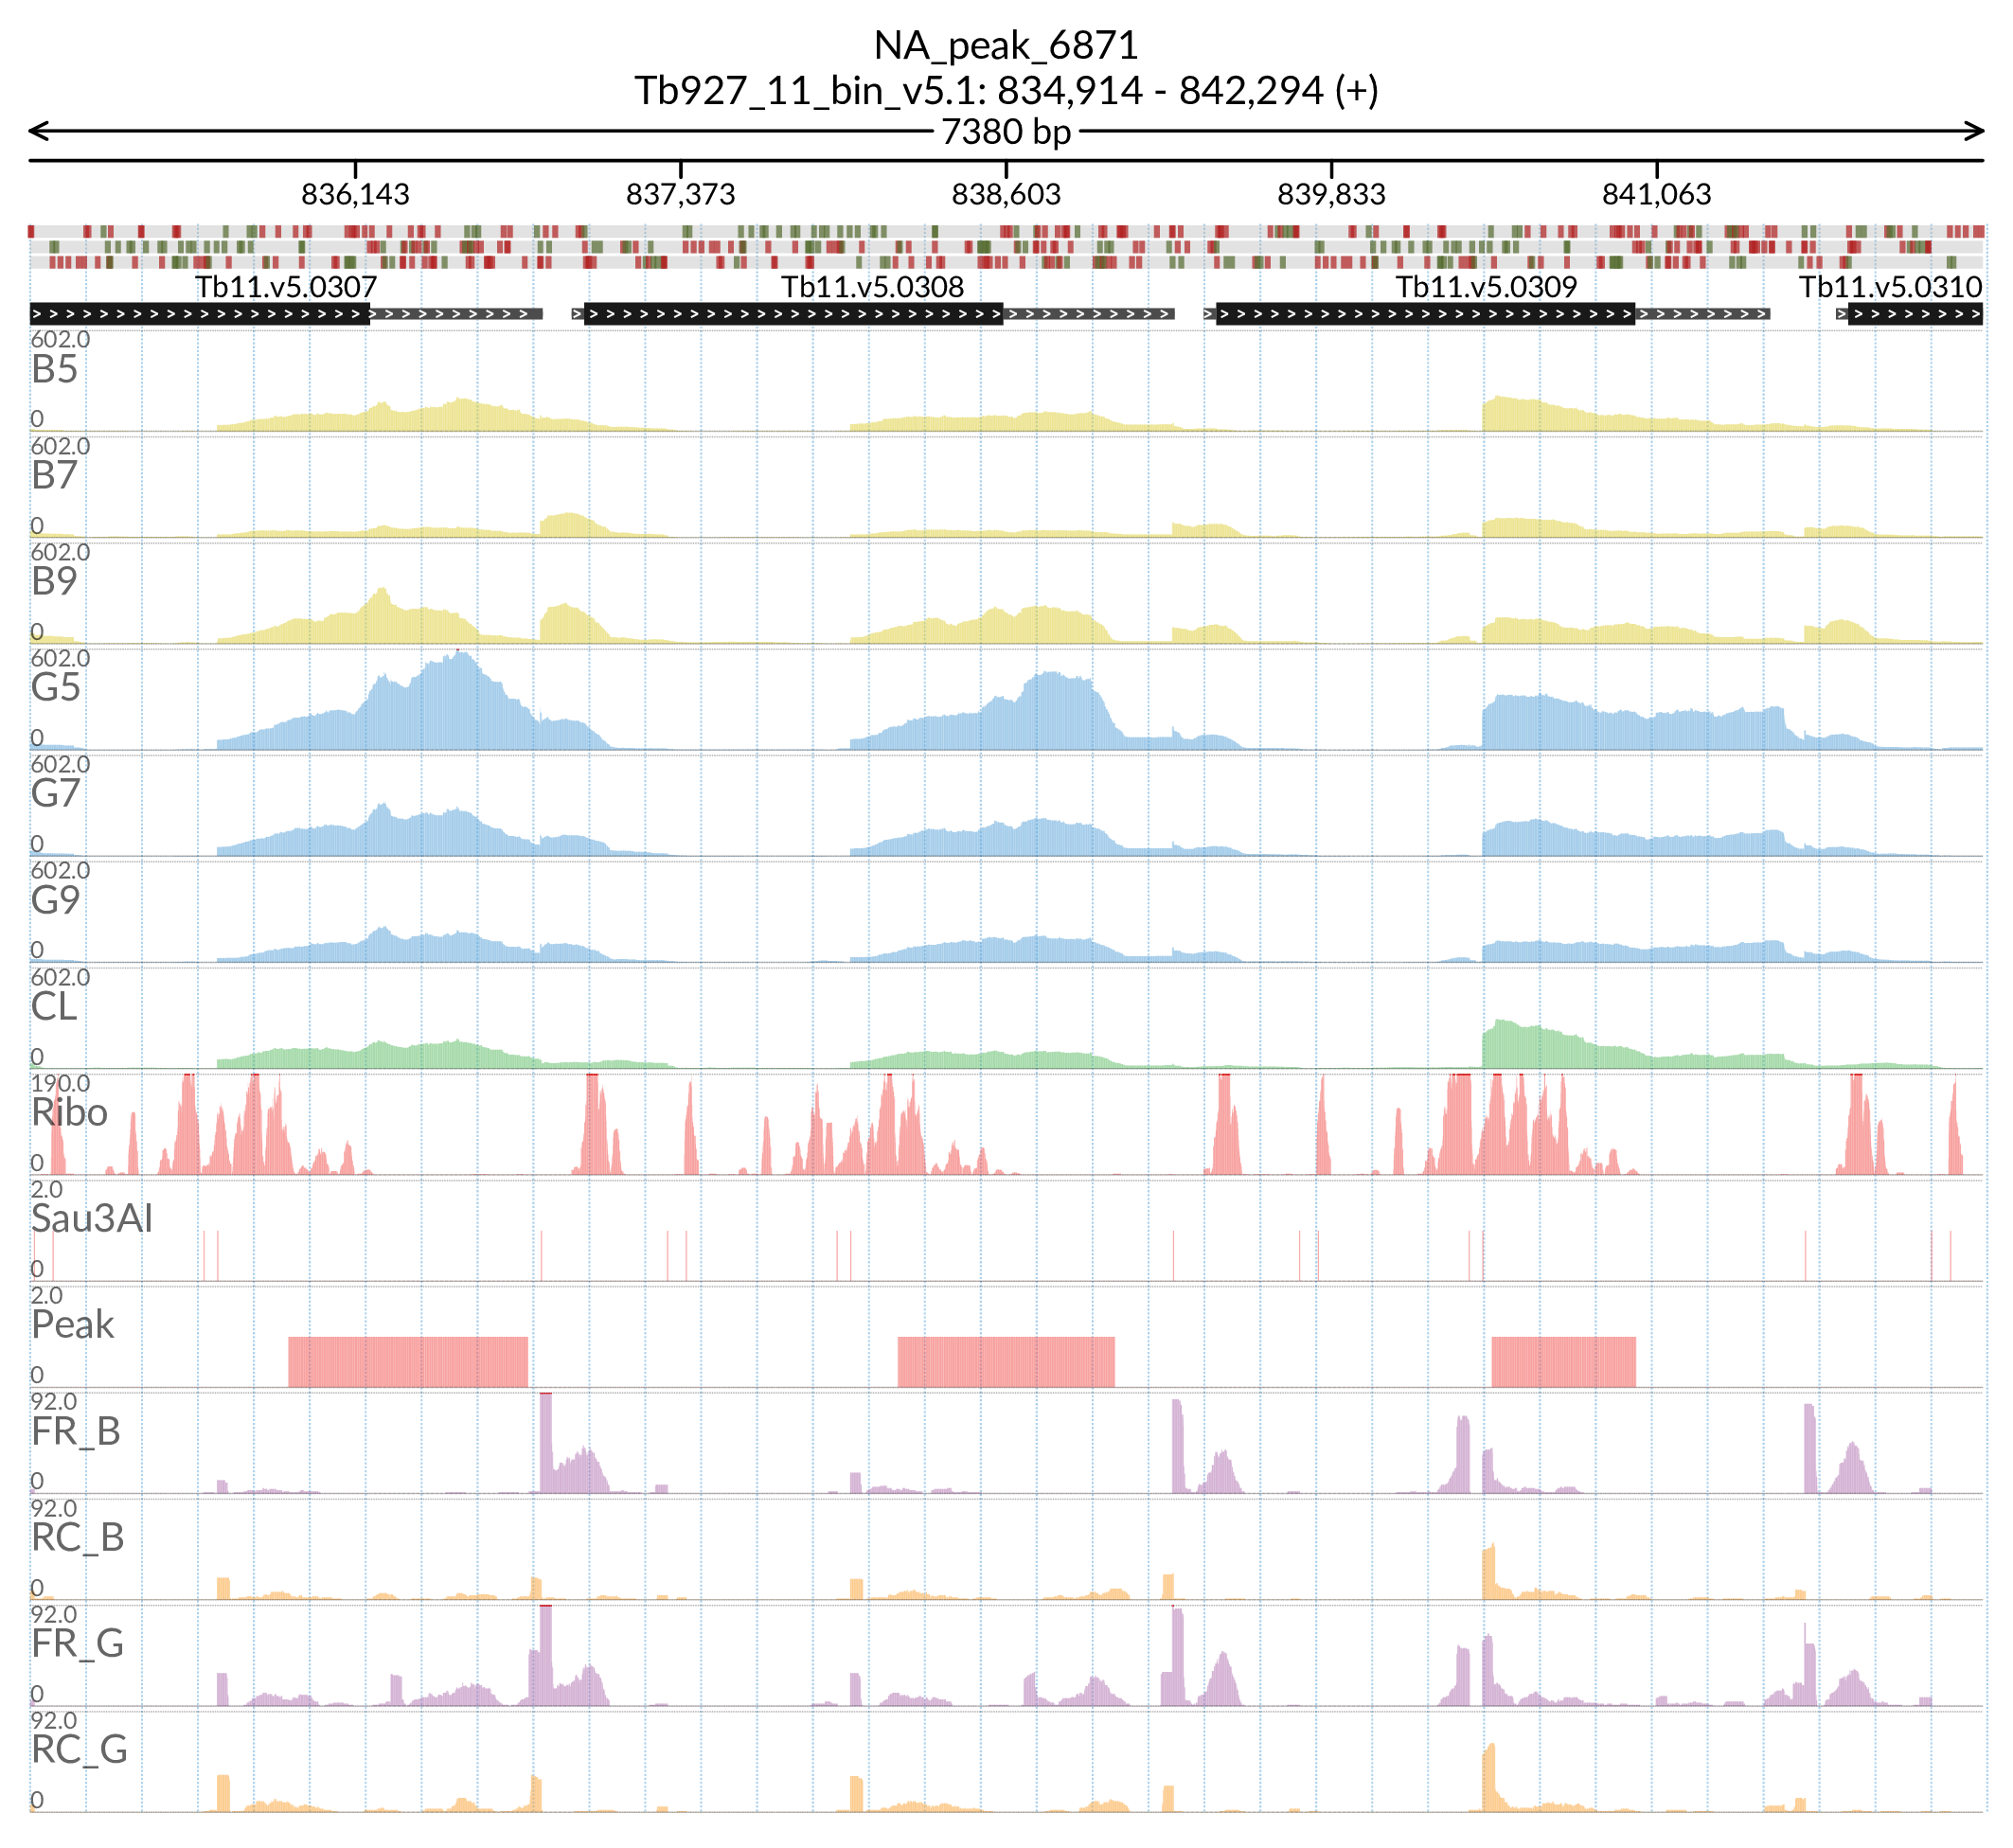 NA_peak_6871
Tb927_11_bin_v5.1: 834,914 - 842,294 (+)
7380 bp
836,143 837,373 838,603 839,833 841,063
Tb11.v5.0307 Tb11.v5.0308 Tb11.v5.0309 Tb11.v5.0310
602.0
B5
0
602.0
B7
0
602.0
B9
0
602.0
G5
0
602.0
G7
0
602.0
G9
0
602.0
CL
0
190.0
Ribo
0
2.0
Sau3AI
0
2.0
Peak
0
92.0
FR_B
0
92.0
RC_B
0
92.0
FR_G
0
92.0
RC_G
0